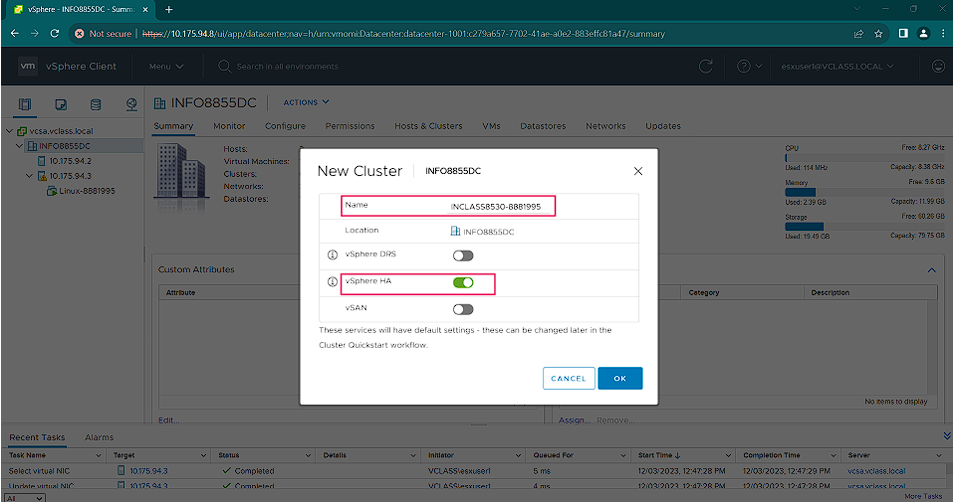 vSphere - INFO8855DC - Summ
Not secure | https://10.175.94.8/ui/app/datacenter;nav=h/urn:vmomi:Datacenter:datacenter-1001:c279a657-7702-41ae-a0e2-883effc81a47/summary
vm vSphere Client Menu Search in all environments esxuser1@VCLASS.LOCAL
INFO8855DC ACTIONS
Summary Monitor Configure Permissions Hosts & Clusters VMs Datastores Networks Updates
vcsa.vclass.local
INFO8855DC
10.175.94.2
10.175.94.3
Linux-8881995
Hosts:
Virtual Machines:
Clusters:
Networks:
Datastores:
CPU Free: 8.27 GHz
Used: 114 MHz Capacity: 8.38 GHz
Memory Free: 9.6 GB
Used: 2.39 GB Capacity: 11.99 GB
Storage Free: 60.26 GB
Used: 19.49 GB Capacity: 79.75 GB
New Cluster INFO8855DC
Name INCLAS58530-8881995
Location INFO8855DC
vSphere DRS
vSphere HA
vSAN
These services will have default settings - these can be changed later in the
Cluster Quickstart workflow.
CANCEL OK
Custom Attributes
Attribute
Category Description
No items to display
Edit...
Assign... Remove...
Recent Tasks Alarms
Task Name Target Status Details Initiator Queued For Start Time Completion Time Server
Select virtual NIC 10.175.94.3 Completed VCLASS\esxuser1 5 ms 12/03/2023, 12:47:28 PM 12/03/2023, 12:47:29 PM vcsa.vclass.local
Update virtual NIC 10.175.94.3 Completed VCLASS\esxuser1 4 ms 12/03/2023, 12:47:28 PM 12/03/2023, 12:47:28 PM vcsa.vclass.local
All More Tasks